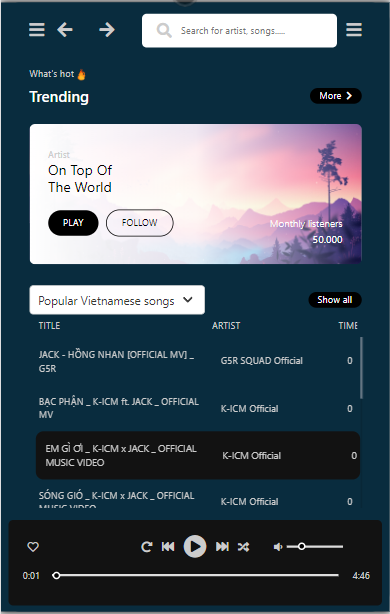 Search for artist, songs.....
What's hot
Trending
More
Artist
On Top Of
The World
PLAY
FOLLOW
Monthly listeners
50.000
Popular Vietnamese songs
Show all
TITLE ARTIST TIME
JACK - HỒNG NHAN [OFFICIAL MV] _
G5R
G5R SQUAD Official
0
BẠC PHẬN _ K-ICM ft. JACK _ OFFICIAL
MV
K-ICM Official
0
EM GÌ ƠI _ K-ICM x JACK _ OFFICIAL
MUSIC VIDEO
K-ICM Official
0
SÓNG GIÓ _ K-ICM x JACK _ OFFICIAL
MUSIC VIDEO
K-ICM Official
0
0:01
4:46